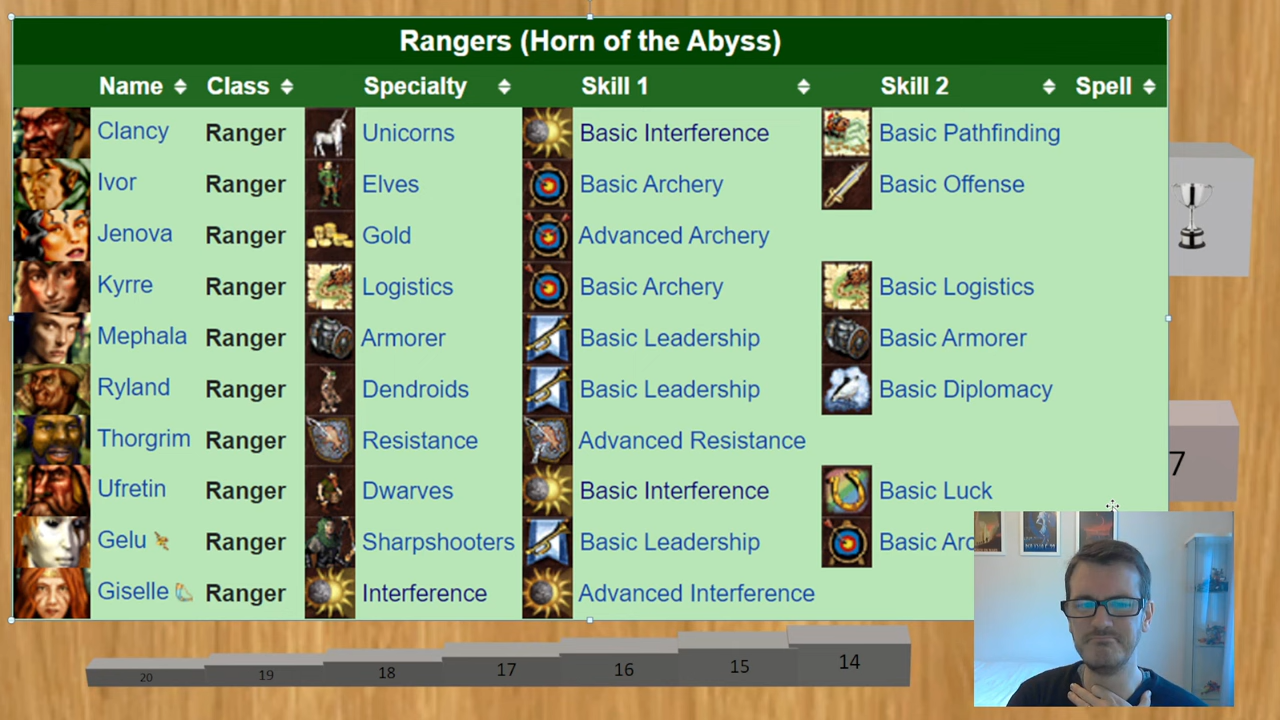 Rangers (Horn of the Abyss)
Name Class Specialty Skill 1 Skill 2 Spell
Clancy Ranger Unicorns Basic Interference Basic Pathfinding
Ivor Ranger Elves Basic Archery Basic Offense
Jenova Ranger Gold Advanced Archery
Kyrre Ranger Logistics Basic Archery Basic Logistics
Mephala Ranger Armorer Basic Leadership Basic Armorer
Ryland Ranger Dendroids Basic Leadership Basic Diplomacy
Thorgrim Ranger Resistance Advanced Resistance
7
Ufretin Ranger Dwarves Basic Interference Basic Luck
Gelu Ranger Sharpshooters Basic Leadership Basic Arc
Giselle Ranger Interference Advanced Interference
20 19 18 17 16 15 14